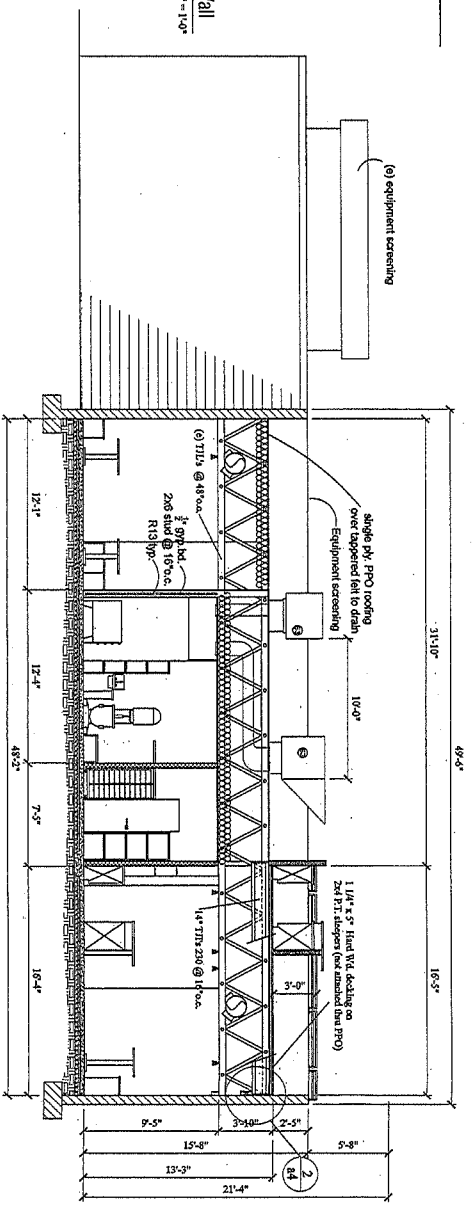 all
" = 1'-0"
(e) equipment screening
single ply. PPO roofing
over tappered felt to drain
Equipment screening
(e) TJL's @ 48"o.c.
½" gyp.bd.
2x6 stud @ 16"o.c.
R13 typ.
49'-6"
31'-10"
16'-5"
10'-0"
1 1/4" x 5" Hard W'd. decking on
2x4 P.T. sleepers (not attached thru PPO)
3'-0"
14" TJI's 230 @ 16"o.c.
12'-1"
12'-4"
7'-5"
16'-4"
48'-2"
9'-5"
3'-10"
2'-5"
5'-8"
15'-8"
13'-3"
21'-4"
2
a4